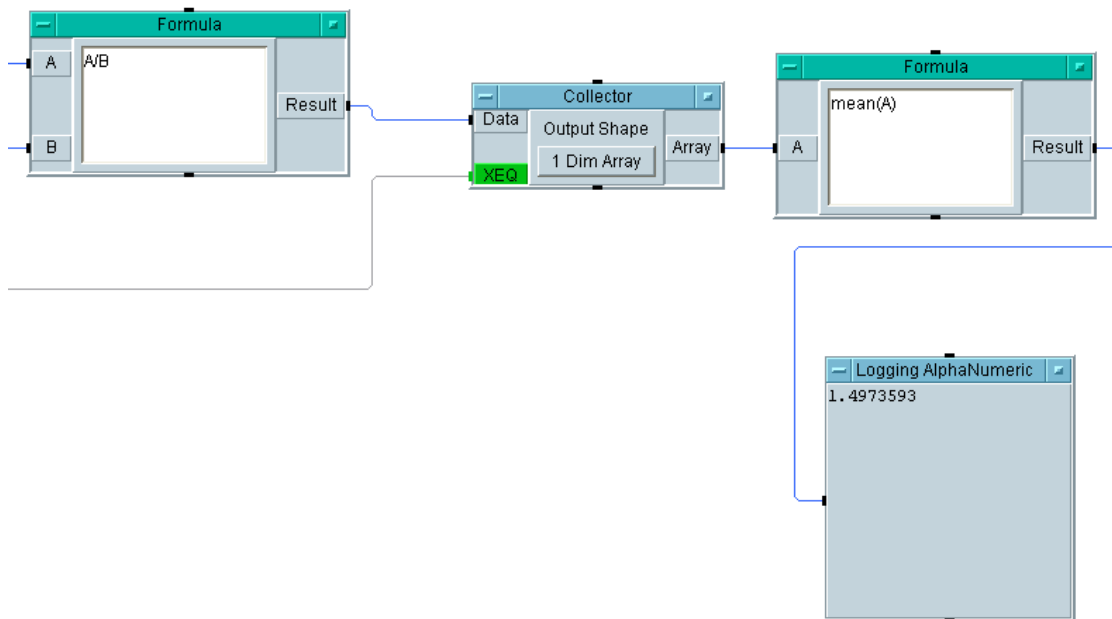 Formula
A
A/B
Result
B
Collector
Data
Output Shape
1 Dim Array
Array
XEQ
Formula
A
mean(A)
Result
Logging AlphaNumeric
1.4973593